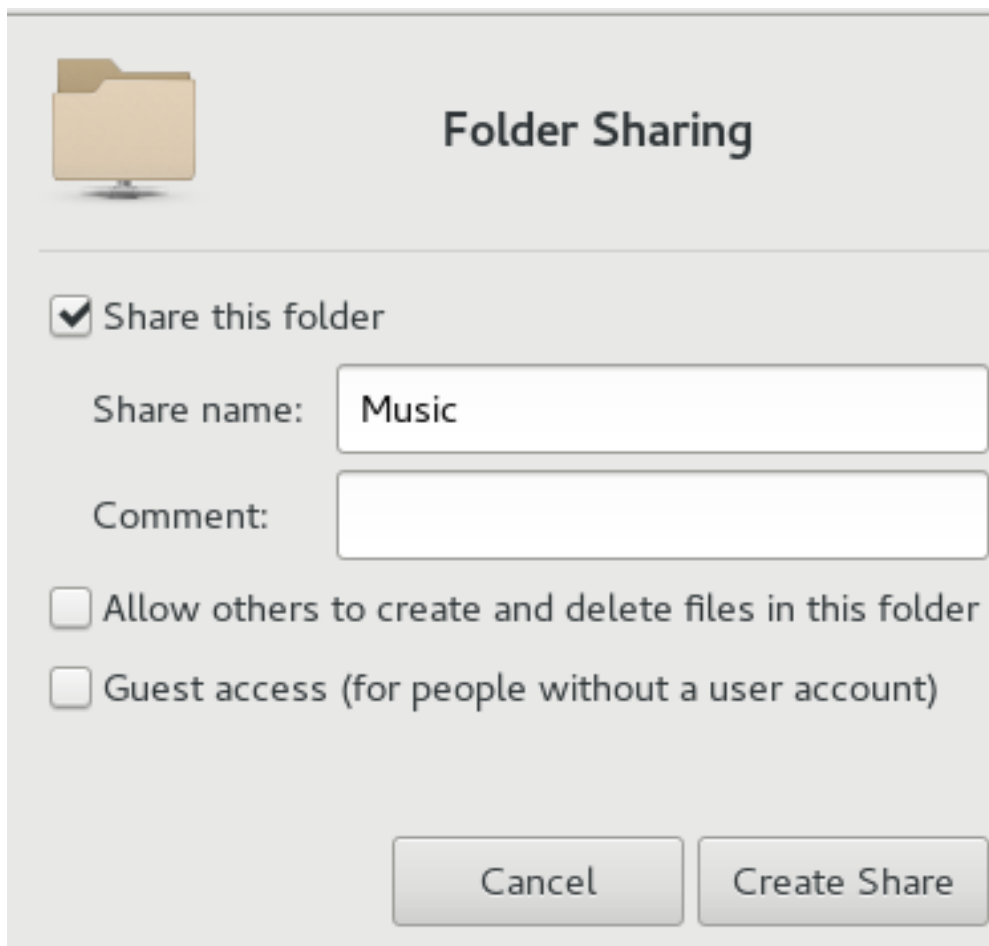 Folder Sharing
Share this folder
Share name: Music
Comment:
Allow others to create and delete files in this folder
Guest access (for people without a user account)
Cancel Create Share